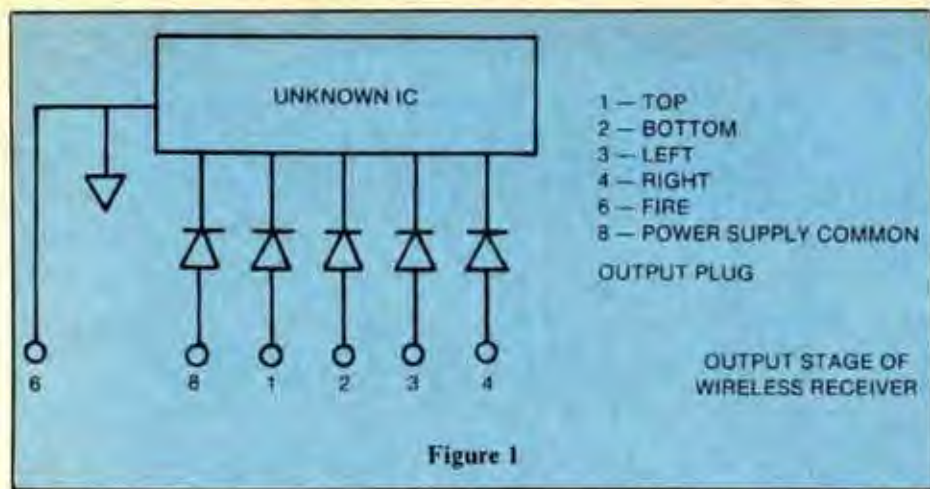 UNKNOWN IC
1 — TOP
2 — BOTTOM
3 — LEFT
4 — RIGHT
6 — FIRE
8 — POWER SUPPLY COMMON
OUTPUT PLUG
6 8 1 2 3 4
OUTPUT STAGE OF
WIRELESS RECEIVER
Figure 1